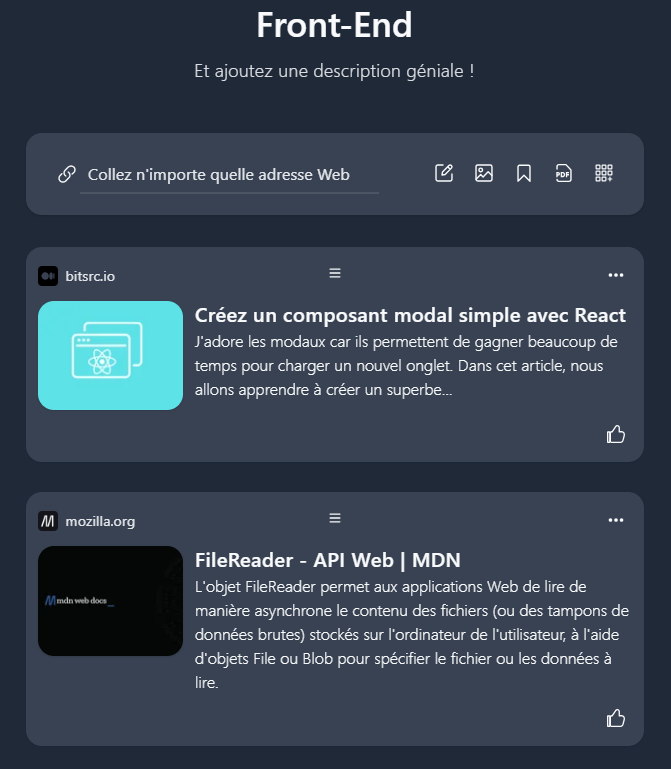 Front-End
Et ajoutez une description géniale !
Collez n'importe quelle adresse Web
PDF
bitsrc.io
Créez un composant modal simple avec React
J'adore les modaux car ils permettent de gagner beaucoup de
temps pour charger un nouvel onglet. Dans cet article, nous
allons apprendre à créer un superbe...
mozilla.org
mdn web docs _
FileReader - API Web | MDN
L'objet FileReader permet aux applications Web de lire de
manière asynchrone le contenu des fichiers (ou des tampons de
données brutes) stockés sur l'ordinateur de l'utilisateur, à l'aide
d'objets File ou Blob pour spécifier le fichier ou les données à
lire.